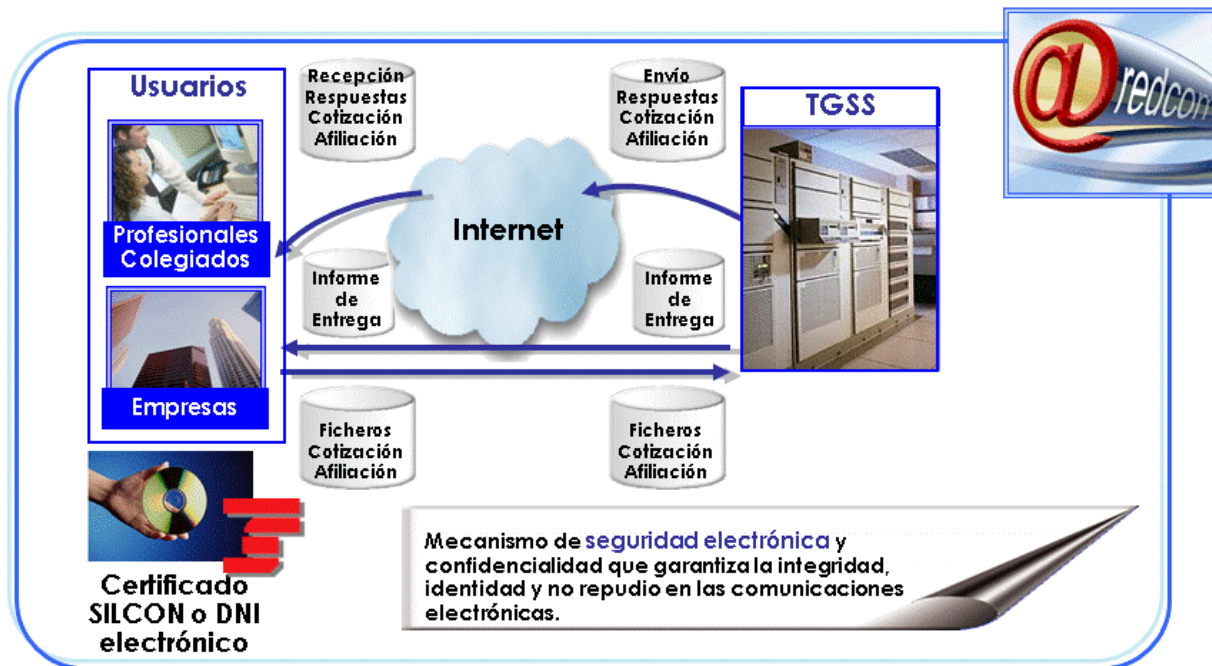 Usuarios
Profesionales
Colegiados
Empresas
Certificado
SILCON o DNI
electrónico
Recepción
Respuestas
Cotización
Afiliación
Envío
Respuestas
Cotización
Afiliación
Internet
Informe
de
Entrega
Informe
de
Entrega
Ficheros
Cotización
Afiliación
Ficheros
Cotización
Afiliación
TGSS
@redcom
Mecanismo de seguridad electrónica y
confidencialidad que garantiza la integridad,
identidad y no repudio en las comunicaciones
electrónicas.